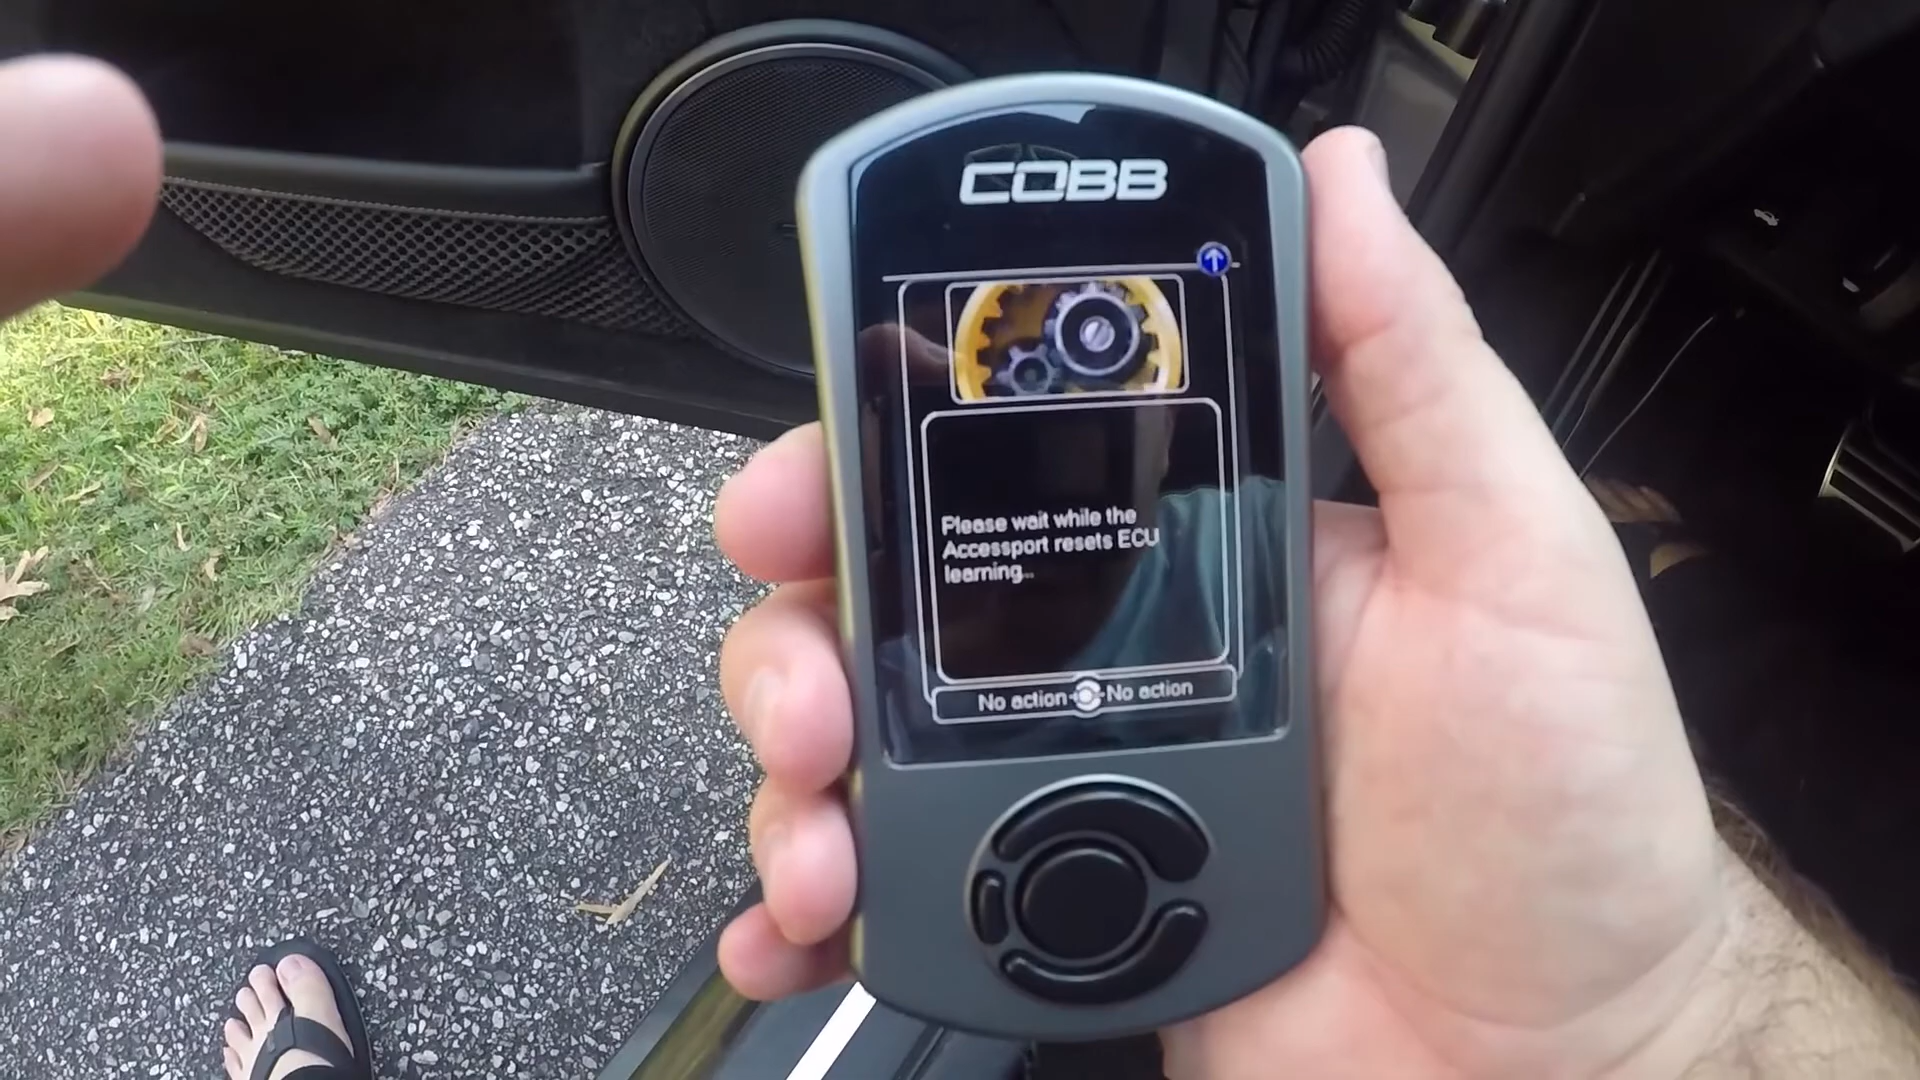 COBB
Please wait while the
Accessport resets ECU
learning...
No action No action